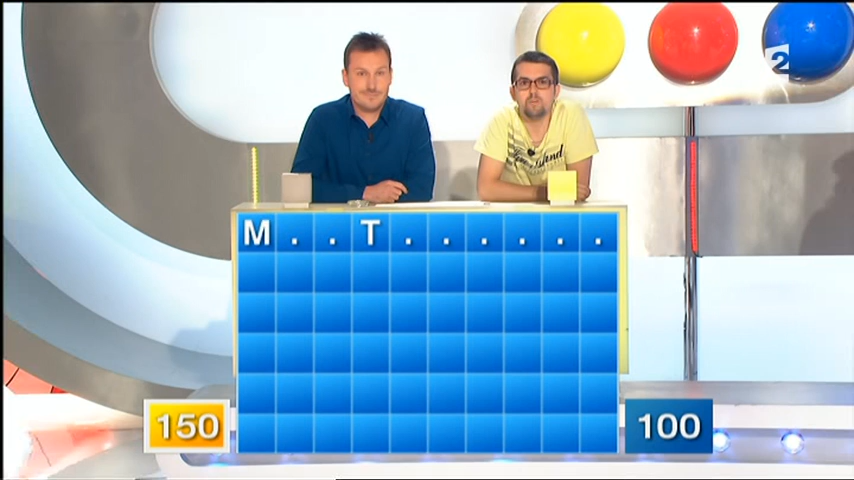 2
M . . T . . . . . .
150
100